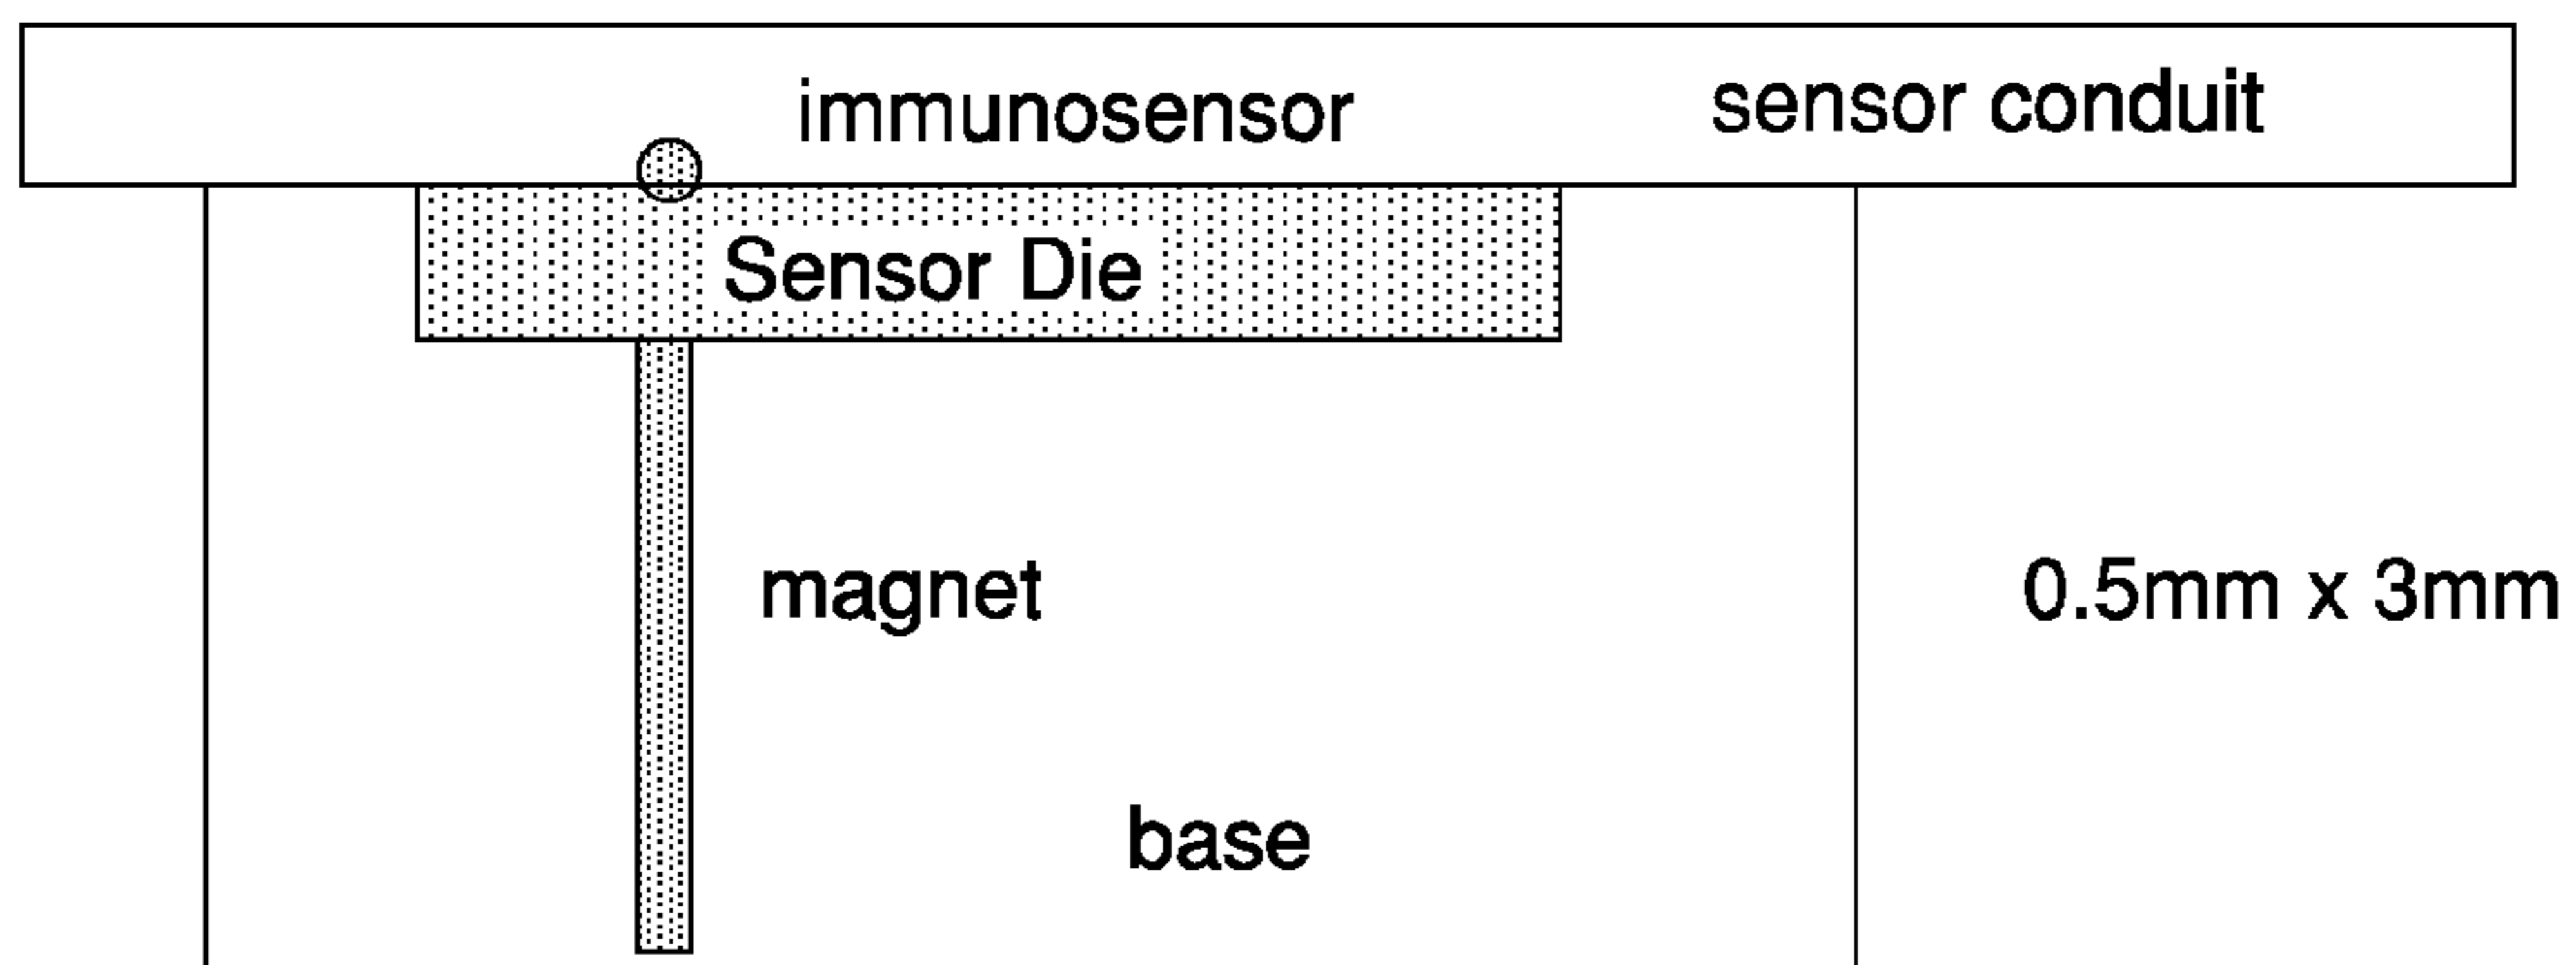 immunosensor
sensor conduit
Sensor Die
magnet
0.5mm x 3mm
base